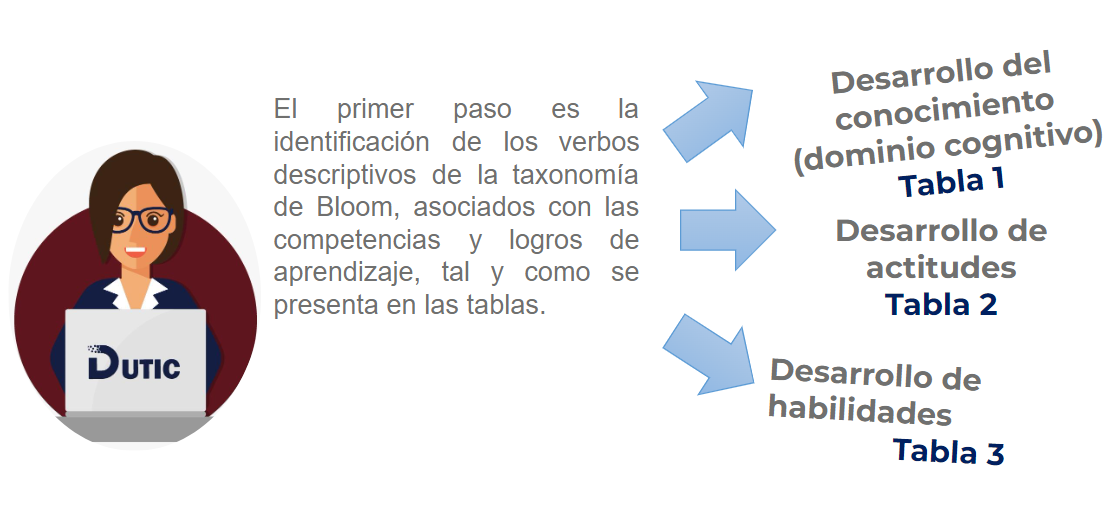 El primer paso es la
identificación de los verbos
descriptivos de la taxonomía
de Bloom, asociados con las
competencias y logros de
aprendizaje, tal y como se
presenta en las tablas.
Desarrollo del
conocimiento
(dominio cognitivo)
Tabla 1
Desarrollo de
actitudes
Tabla 2
Desarrollo de
habilidades
Tabla 3
DUTIC